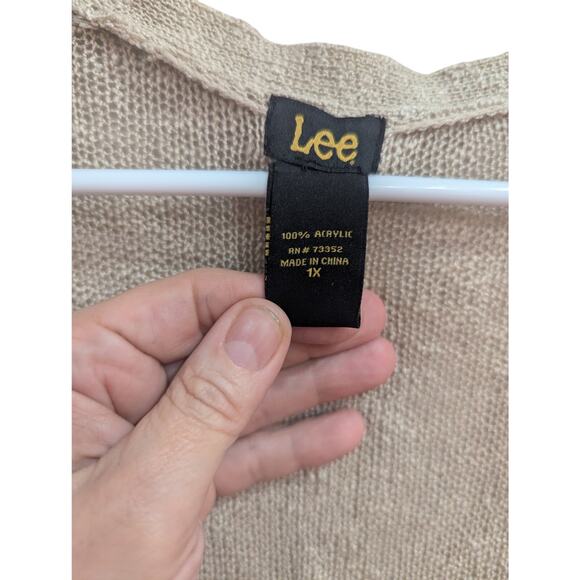 Lee
100% ACRYLIC
RN# 73352
MADE IN CHINA
1X